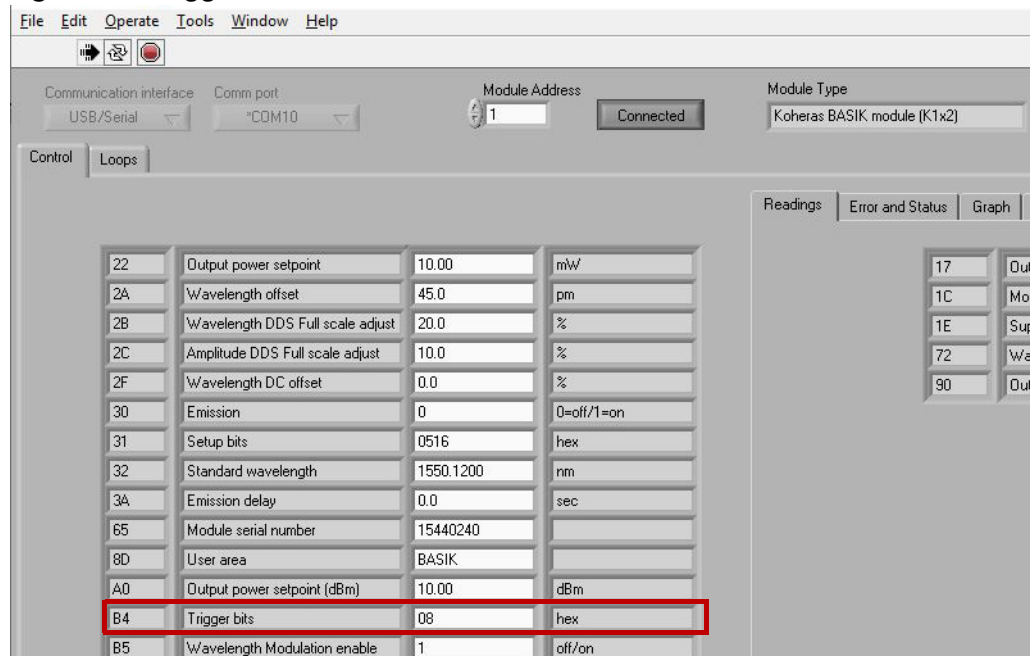 File Edit Operate Tools Window Help
Communication interface Comm port Module Address Module Type
USB/Serial "COM10 1 Connected Koheras BASIK module (K1x2)
Control Loops
Readings Error and Status Graph
22 Output power setpoint 10.00 mW 17
2A Wavelength offset 45.0 pm 1C
2B Wavelength DDS Full scale adjust 20.0 % 1E
2C Amplitude DDS Full scale adjust 10.0 % 72
2F Wavelength DC offset 0.0 % 90
30 Emission 0 0=off/1=on
31 Setup bits 0516 hex
32 Standard wavelength 1550.1200 nm
3A Emission delay 0.0 sec
65 Module serial number 15440240
8D User area BASIK
A0 Output power setpoint (dBm) 10.00 dBm
B4 Trigger bits 08 hex
B5 Wavelength Modulation enable 1 off/on